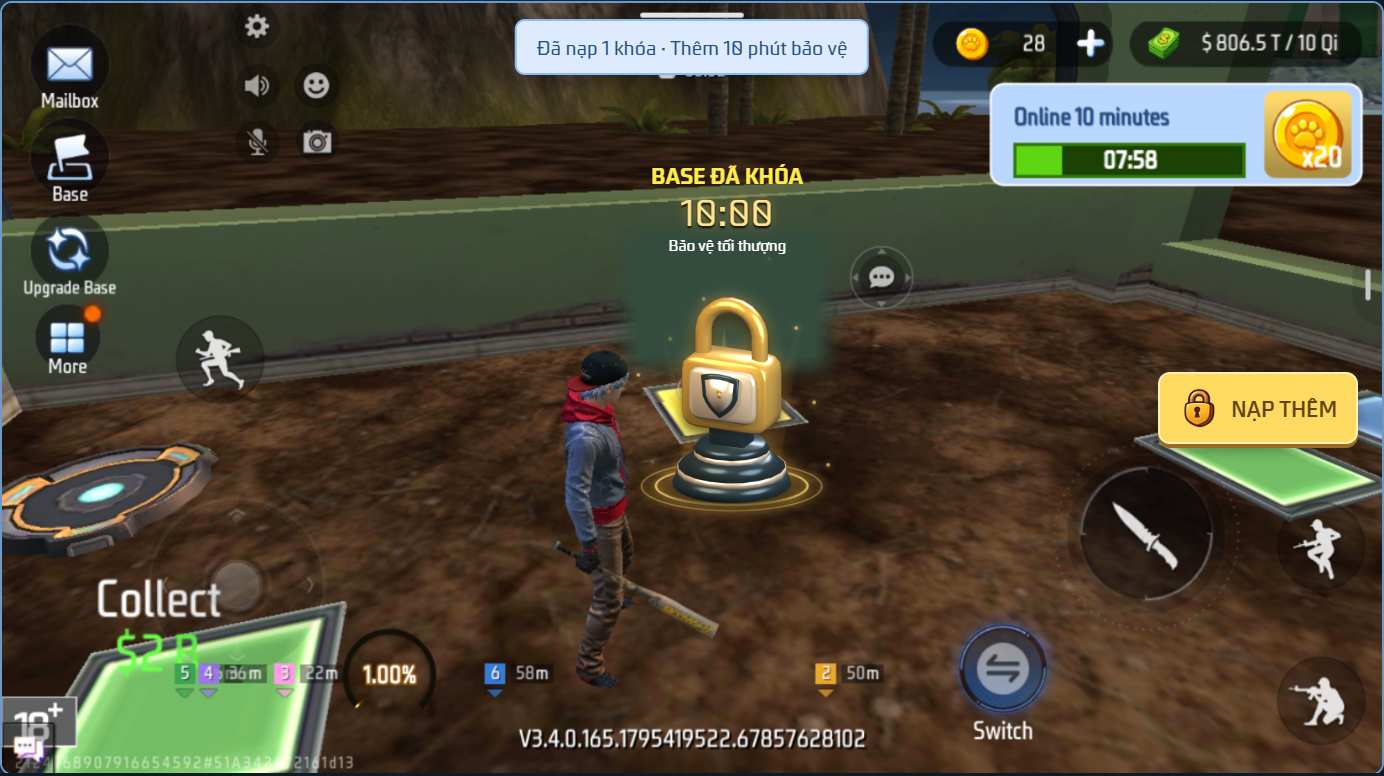 Đã nạp 1 khóa · Thêm 10 phút bảo vệ
28
$ 806.5 T / 10 Qi
Mailbox
Online 10 minutes
07:58
x20
BASE ĐÃ KHÓA
10:00
Bảo vệ tối thượng
Base
Upgrade Base
More
NẠP THÊM
Collect
5
4
36m
3
22m
1.00%
6
58m
2
50m
18+
Switch
V3.4.0.165.1795419522.67857628102